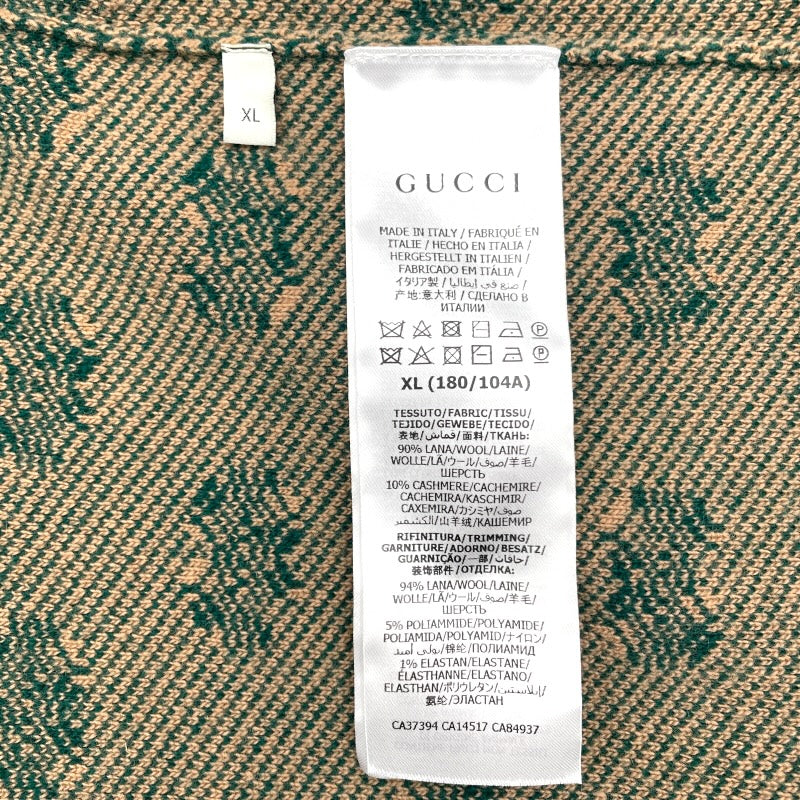 XL
GUCCI
MADE IN ITALY / FABRIQUÉ EN
ITALIE / HECHO EN ITALIA /
HERGESTELLT IN ITALIEN /
FABRICADO EM ITÁLIA /
イタリア製 / صنع في إيطاليا /
产地:意大利 / СДЕЛАНО В
ИТАЛИИ
XL (180/104A)
TESSUTO/FABRIC/TISSU/
TEJIDO/GEWEBE/TECIDO/
表地/قماش/面料/ТКАНЬ:
90% LANA/WOOL/LAINE/
WOLLE/LÃ/ウール/صوف/羊毛/
ШЕРСТЬ
10% CASHMERE/CACHEMIRE/
CACHEMIRA/KASCHMIR/
CAXEMIRA/カシミヤ/صوف
الكشمير/山羊绒/КАШЕМИР
RIFINITURA/TRIMMING/
GARNITURE/ADORNO/BESATZ/
GUARNIÇÃO/一部/حافات/
装饰部件/ОТДЕЛКА:
94% LANA/WOOL/LAINE/
WOLLE/LÃ/ウール/صوف/羊毛/
ШЕРСТЬ
5% POLIAMMIDE/POLYAMIDE/
POLIAMIDA/POLYAMID/ナイロン/
بولي أميد/锦纶/ПОЛИАМИД
1% ELASTAN/ELASTANE/
ÉLASTHANNE/ELASTANO/
ELASTHAN/ポリウレタン/إيلاستين/
氨纶/ЭЛАСТАН
CA37394 CA14517 CA84937